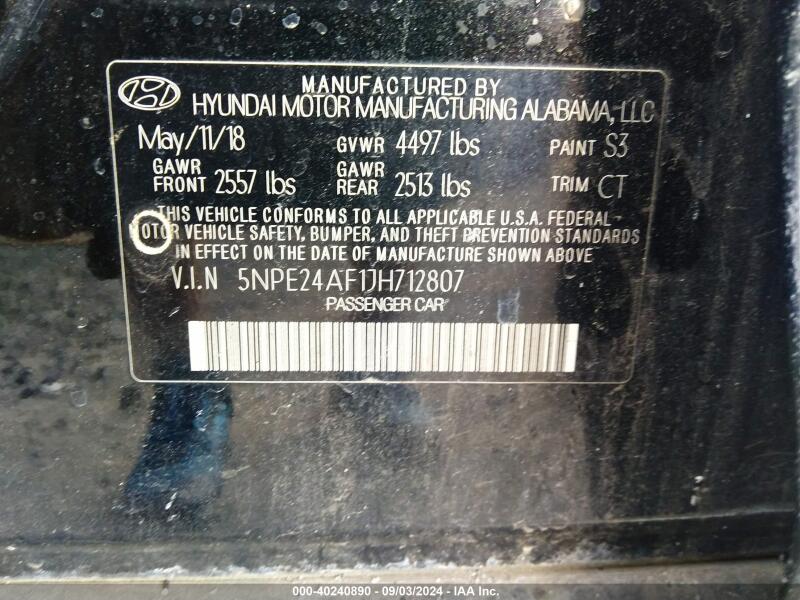 MANUFACTURED BY
HYUNDAI MOTOR MANUFACTURING ALABAMA, LLC
May/11/18 GVWR 4497 lbs PAINT S3
GAWR FRONT 2557 lbs GAWR REAR 2513 lbs TRIM CT
THIS VEHICLE CONFORMS TO ALL APPLICABLE U.S.A. FEDERAL
MOTOR VEHICLE SAFETY, BUMPER, AND THEFT PREVENTION STANDARDS
IN EFFECT ON THE DATE OF MANUFACTURE SHOWN ABOVE
V.I.N 5NPE24AF1JH712807
PASSENGER CAR
000-40240890 - 09/03/2024 - IAA Inc.